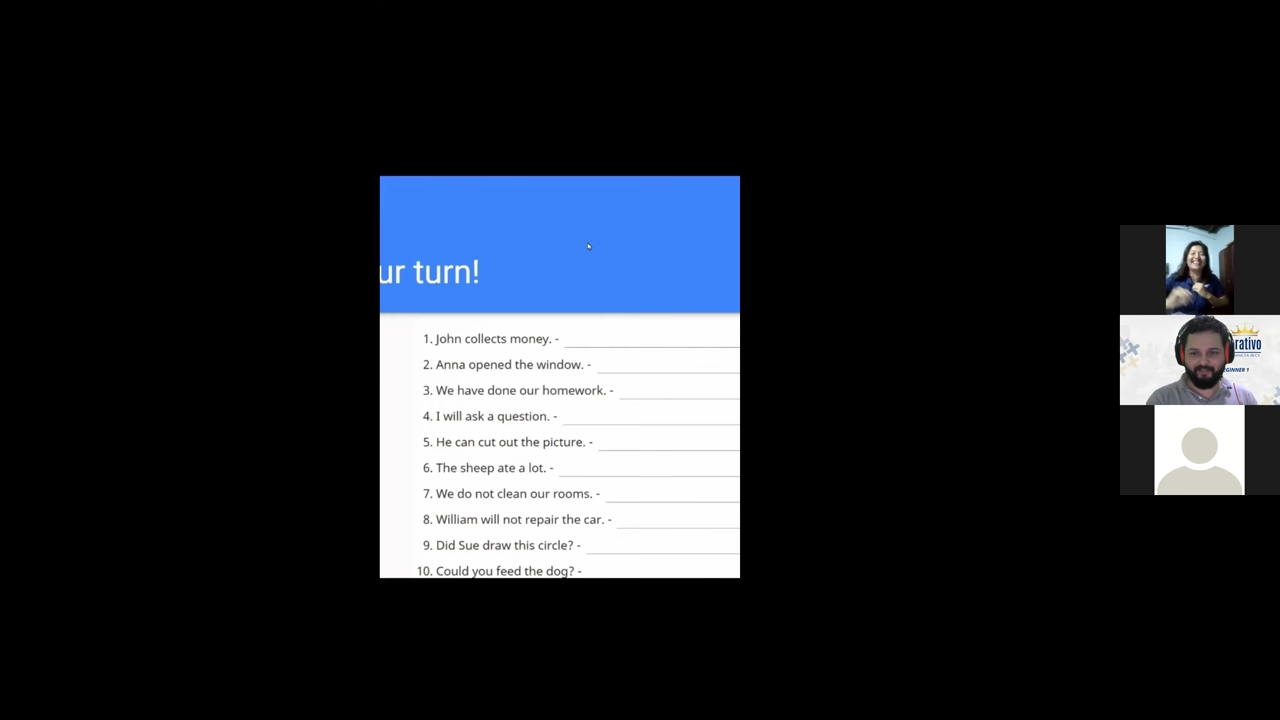 ur turn!
1. John collects money. -
2. Anna opened the window. -
3. We have done our homework. -
4. I will ask a question. -
5. He can cut out the picture. -
6. The sheep ate a lot. -
7. We do not clean our rooms. -
8. William will not repair the car. -
9. Did Sue draw this circle? -
10. Could you feed the dog? -
rativo
EGINNER 1